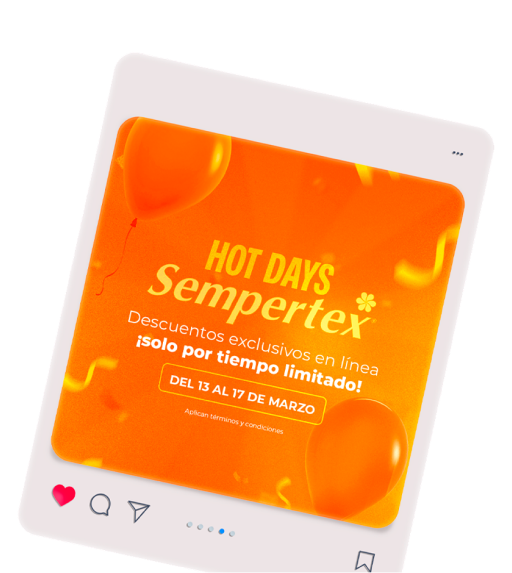 HOT DAYS
Sempertex
Descuentos exclusivos en línea
¡solo por tiempo limitado!
DEL 13 AL 17 DE MARZO
Aplican términos y condiciones